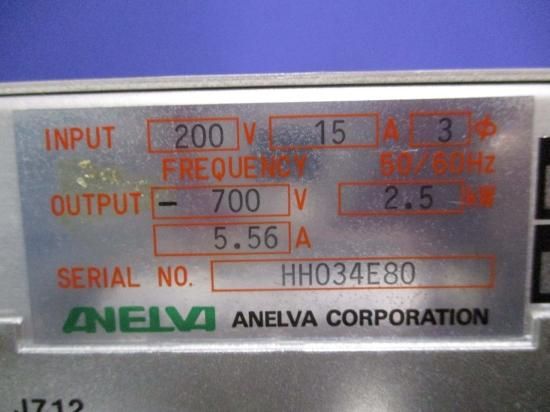 INPUT 200 V 15 A 3 Φ
FREQUENCY 50/60Hz
OUTPUT - 700 V 2.5 kW
5.56 A
SERIAL NO. HH034E80
ANELVA ANELVA CORPORATION
J712